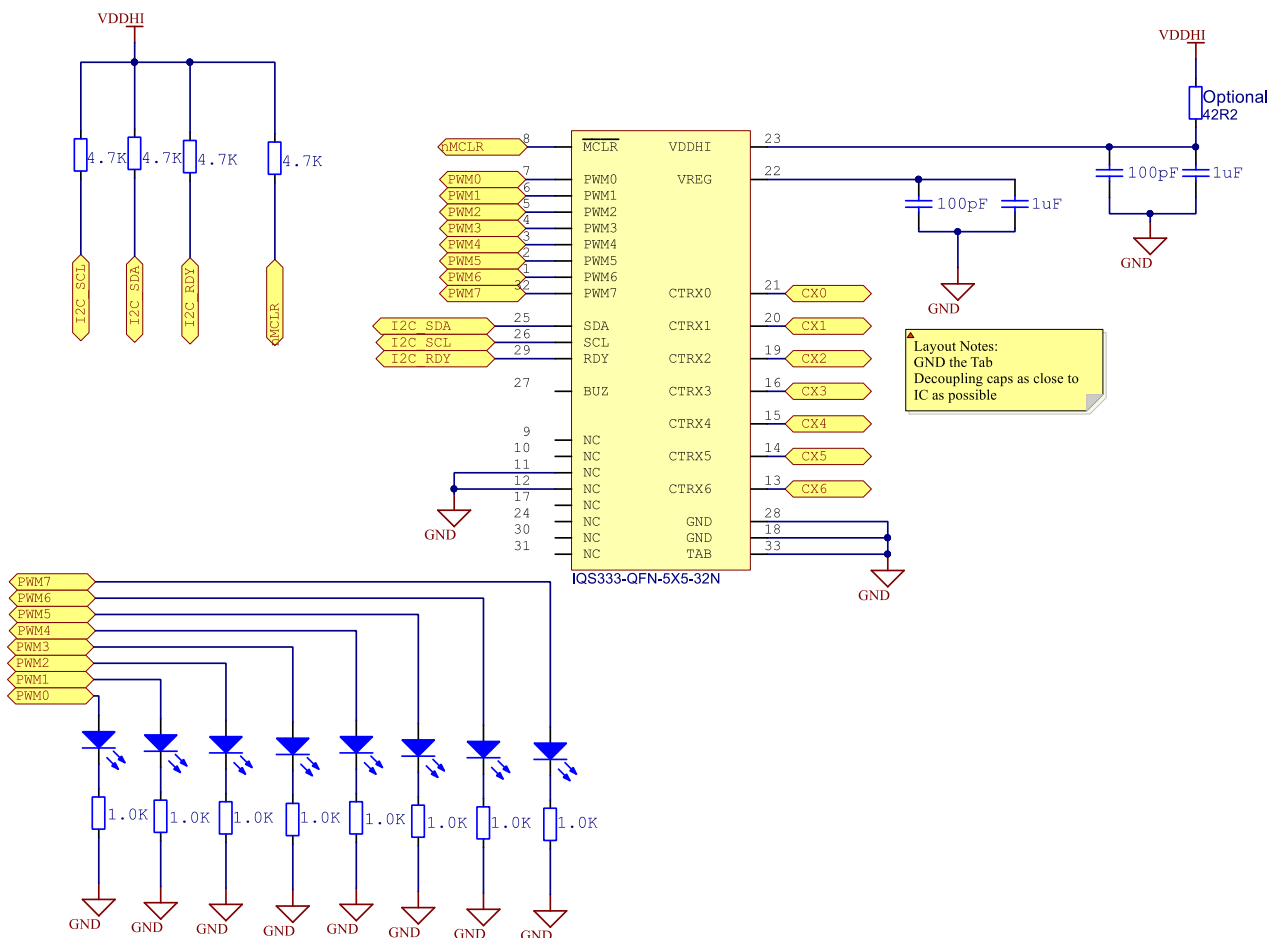 VDDHI
4.7K
4.7K
4.7K
4.7K
I2C_SCL
I2C_SDA
I2C_RDY
nMCLR
nMCLR
PWM0
PWM1
PWM2
PWM3
PWM4
PWM5
PWM6
PWM7
I2C_SDA
I2C_SCL
I2C_RDY
8
7
6
5
4
3
2
1
32
25
26
29
27
9
10
11
12
17
24
30
31
GND
MCLR
PWM0
PWM1
PWM2
PWM3
PWM4
PWM5
PWM6
PWM7
SDA
SCL
RDY
BUZ
NC
NC
NC
NC
NC
NC
NC
NC
VDDHI
VREG
CTRX0
CTRX1
CTRX2
CTRX3
CTRX4
CTRX5
CTRX6
GND
GND
TAB
IQS333-QFN-5X5-32N
23
22
21
20
19
16
15
14
13
28
18
33
CX0
CX1
CX2
CX3
CX4
CX5
CX6
GND
100pF
1uF
GND
VDDHI
Optional
42R2
100pF
1uF
GND
Layout Notes:
GND the Tab
Decoupling caps as close to
IC as possible
PWM7
PWM6
PWM5
PWM4
PWM3
PWM2
PWM1
PWM0
1.0K
1.0K
1.0K
1.0K
1.0K
1.0K
1.0K
1.0K
GND
GND
GND
GND
GND
GND
GND
GND